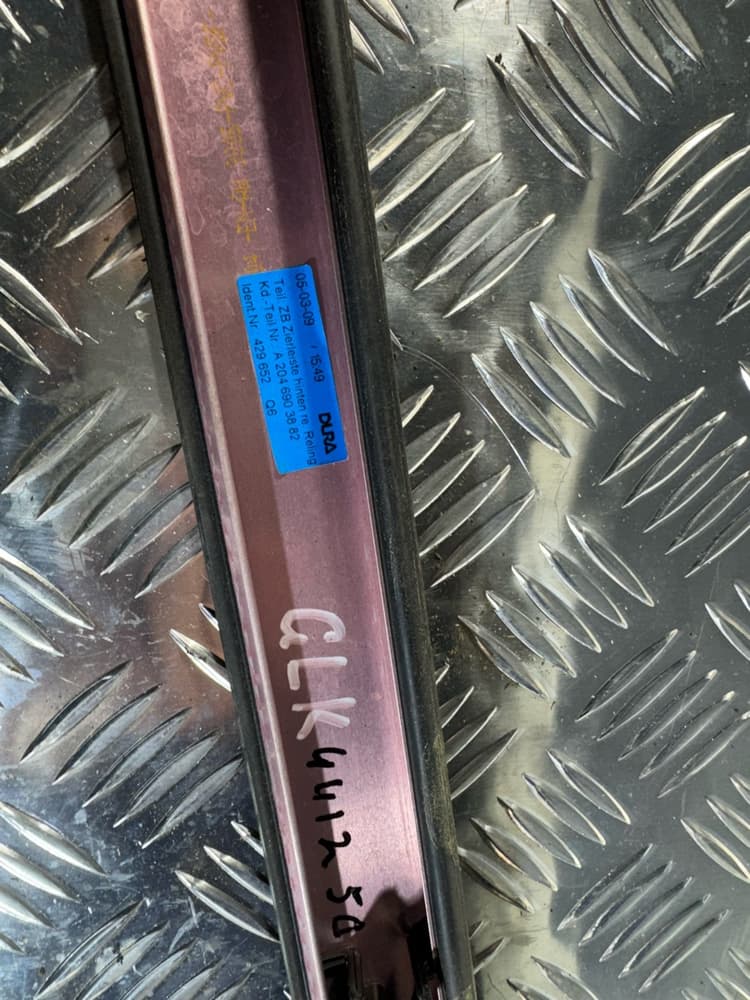 05-03-09 / 15:49 DURA
Teil: ZB Zierleiste hinten re. Reling
Kd.-Teil Nr.: A 204 690 38 82
Ident.Nr. 429 652 Q6
GLK
441250